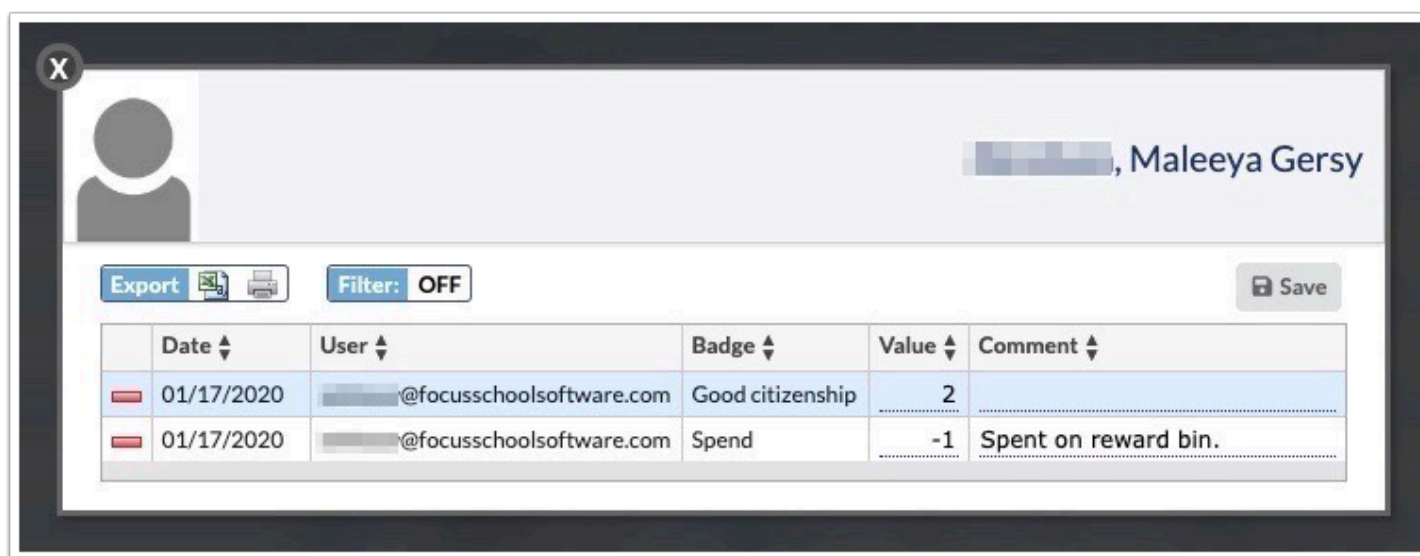 X
, Maleeya Gersy
Export Filter: OFF Save
Date User Badge Value Comment
01/17/2020 @focusschoolsoftware.com Good citizenship 2
01/17/2020 @focusschoolsoftware.com Spend -1 Spent on reward bin.